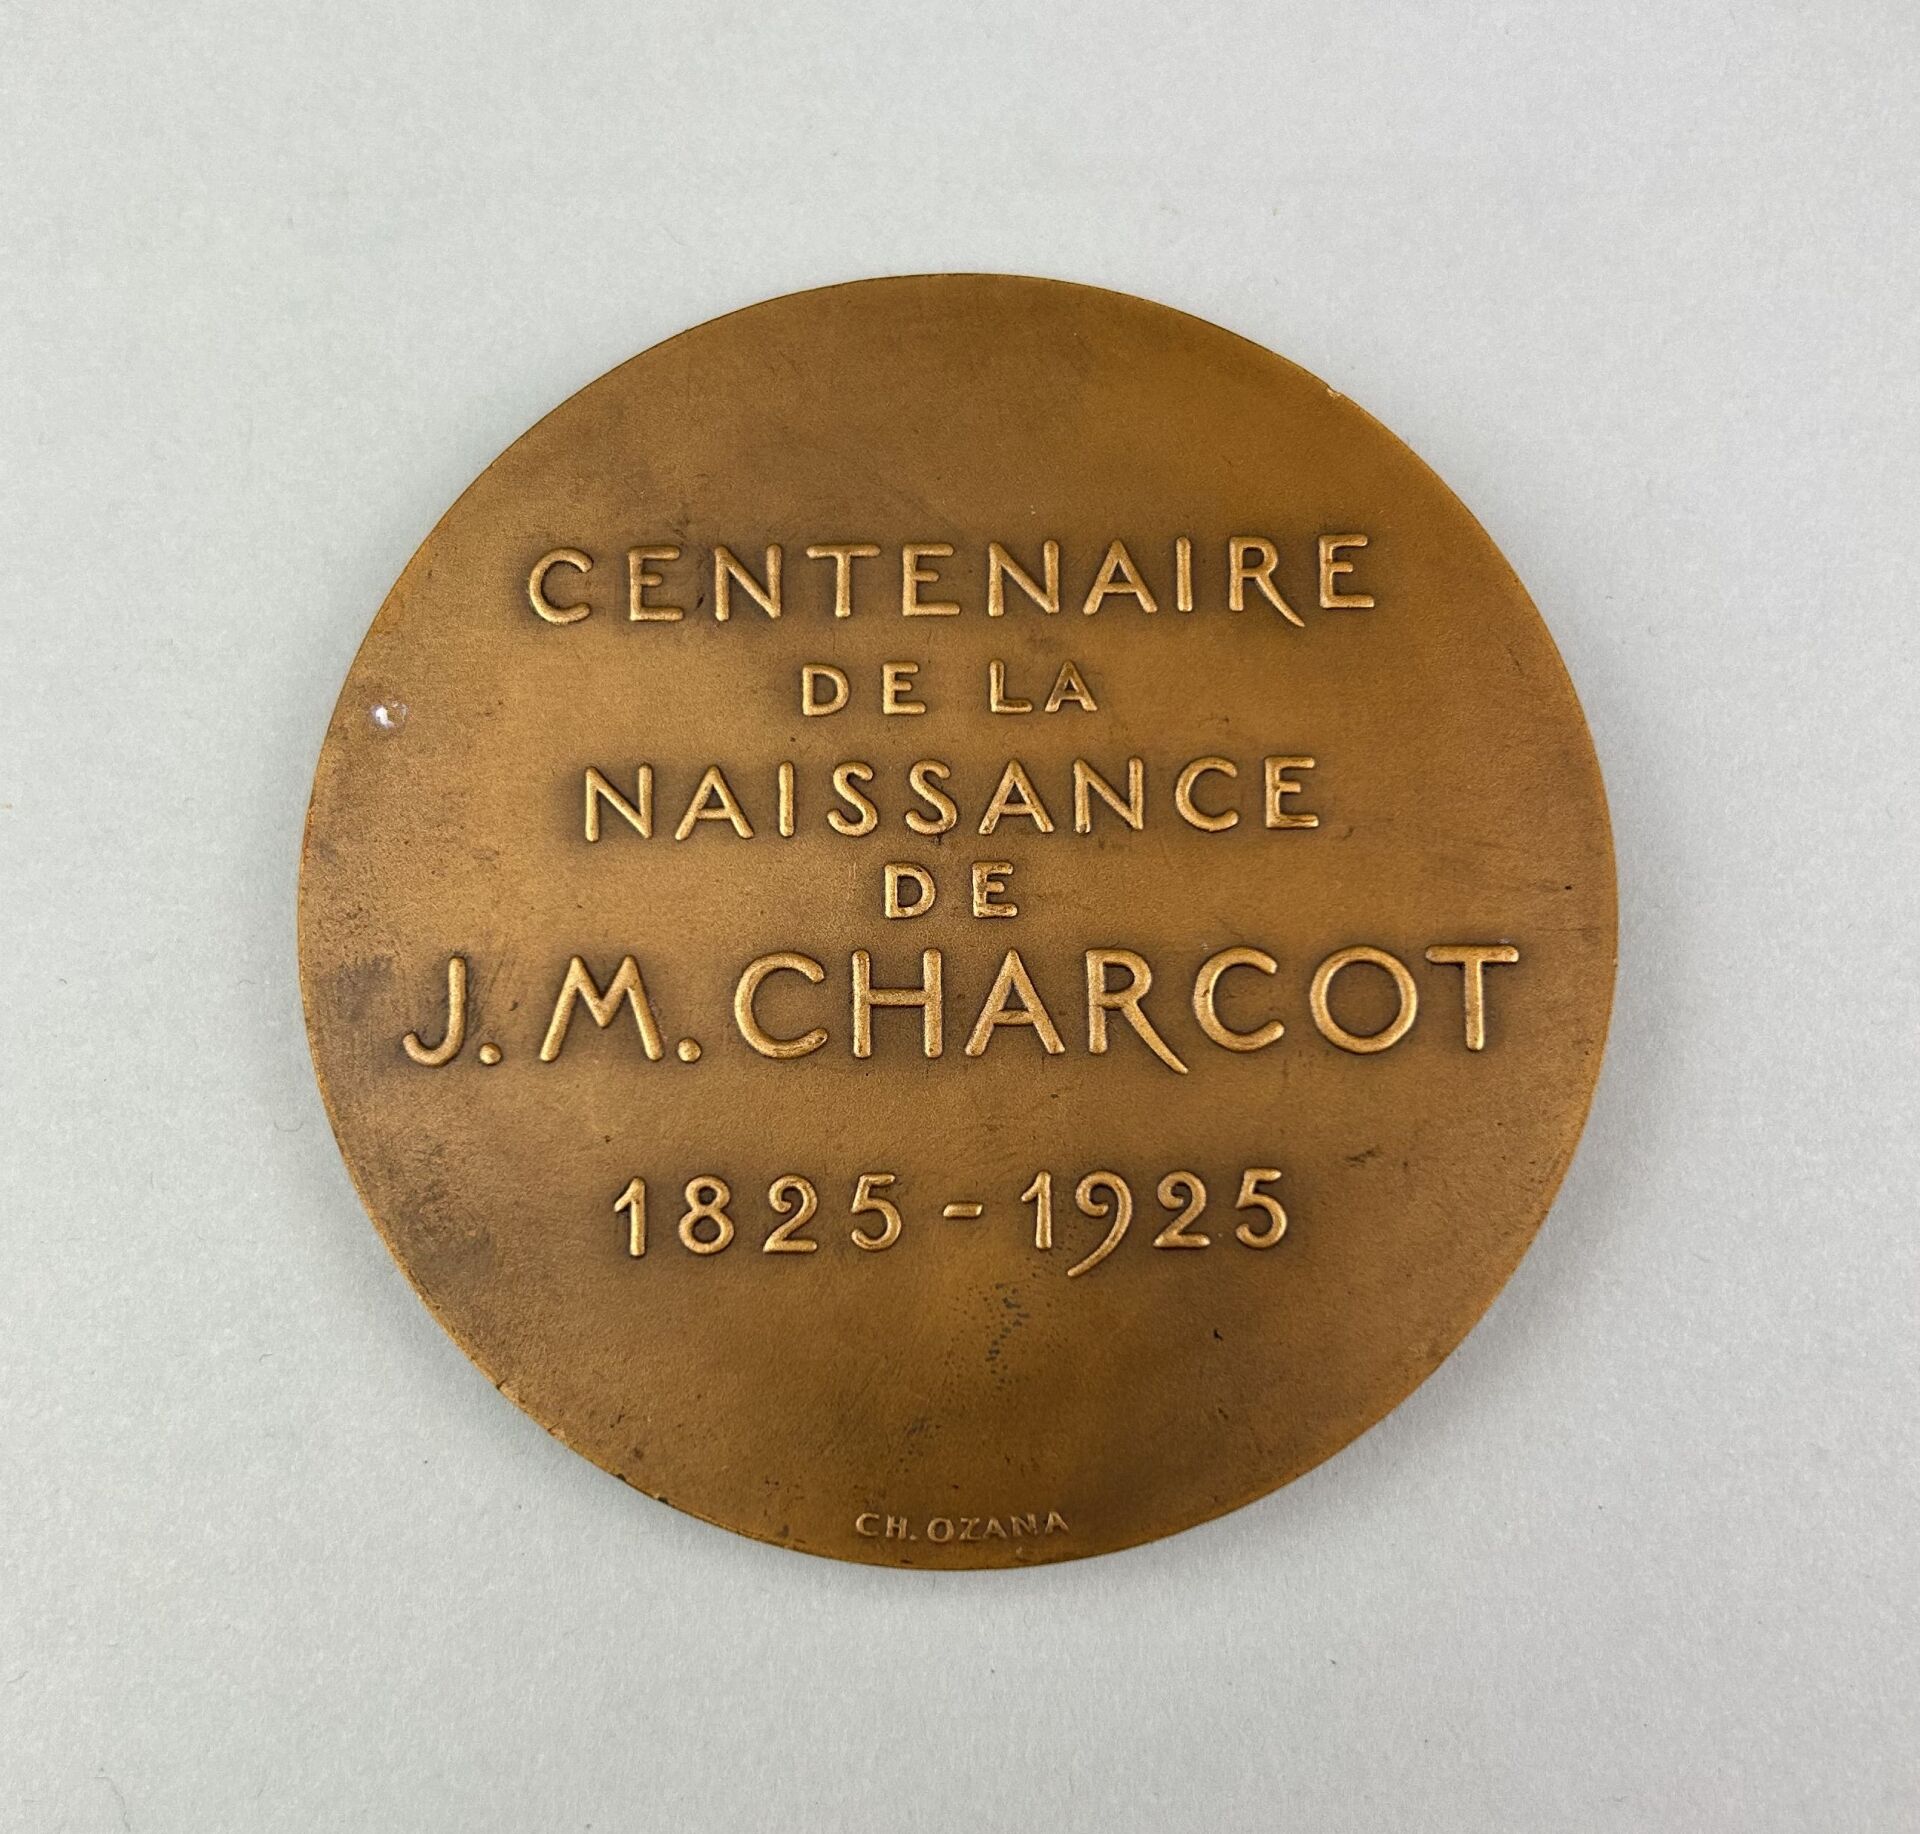 CENTENAIRE
DE LA
NAISSANCE
DE
J. M. CHARCOT
1825 - 1925
CH. OZANA